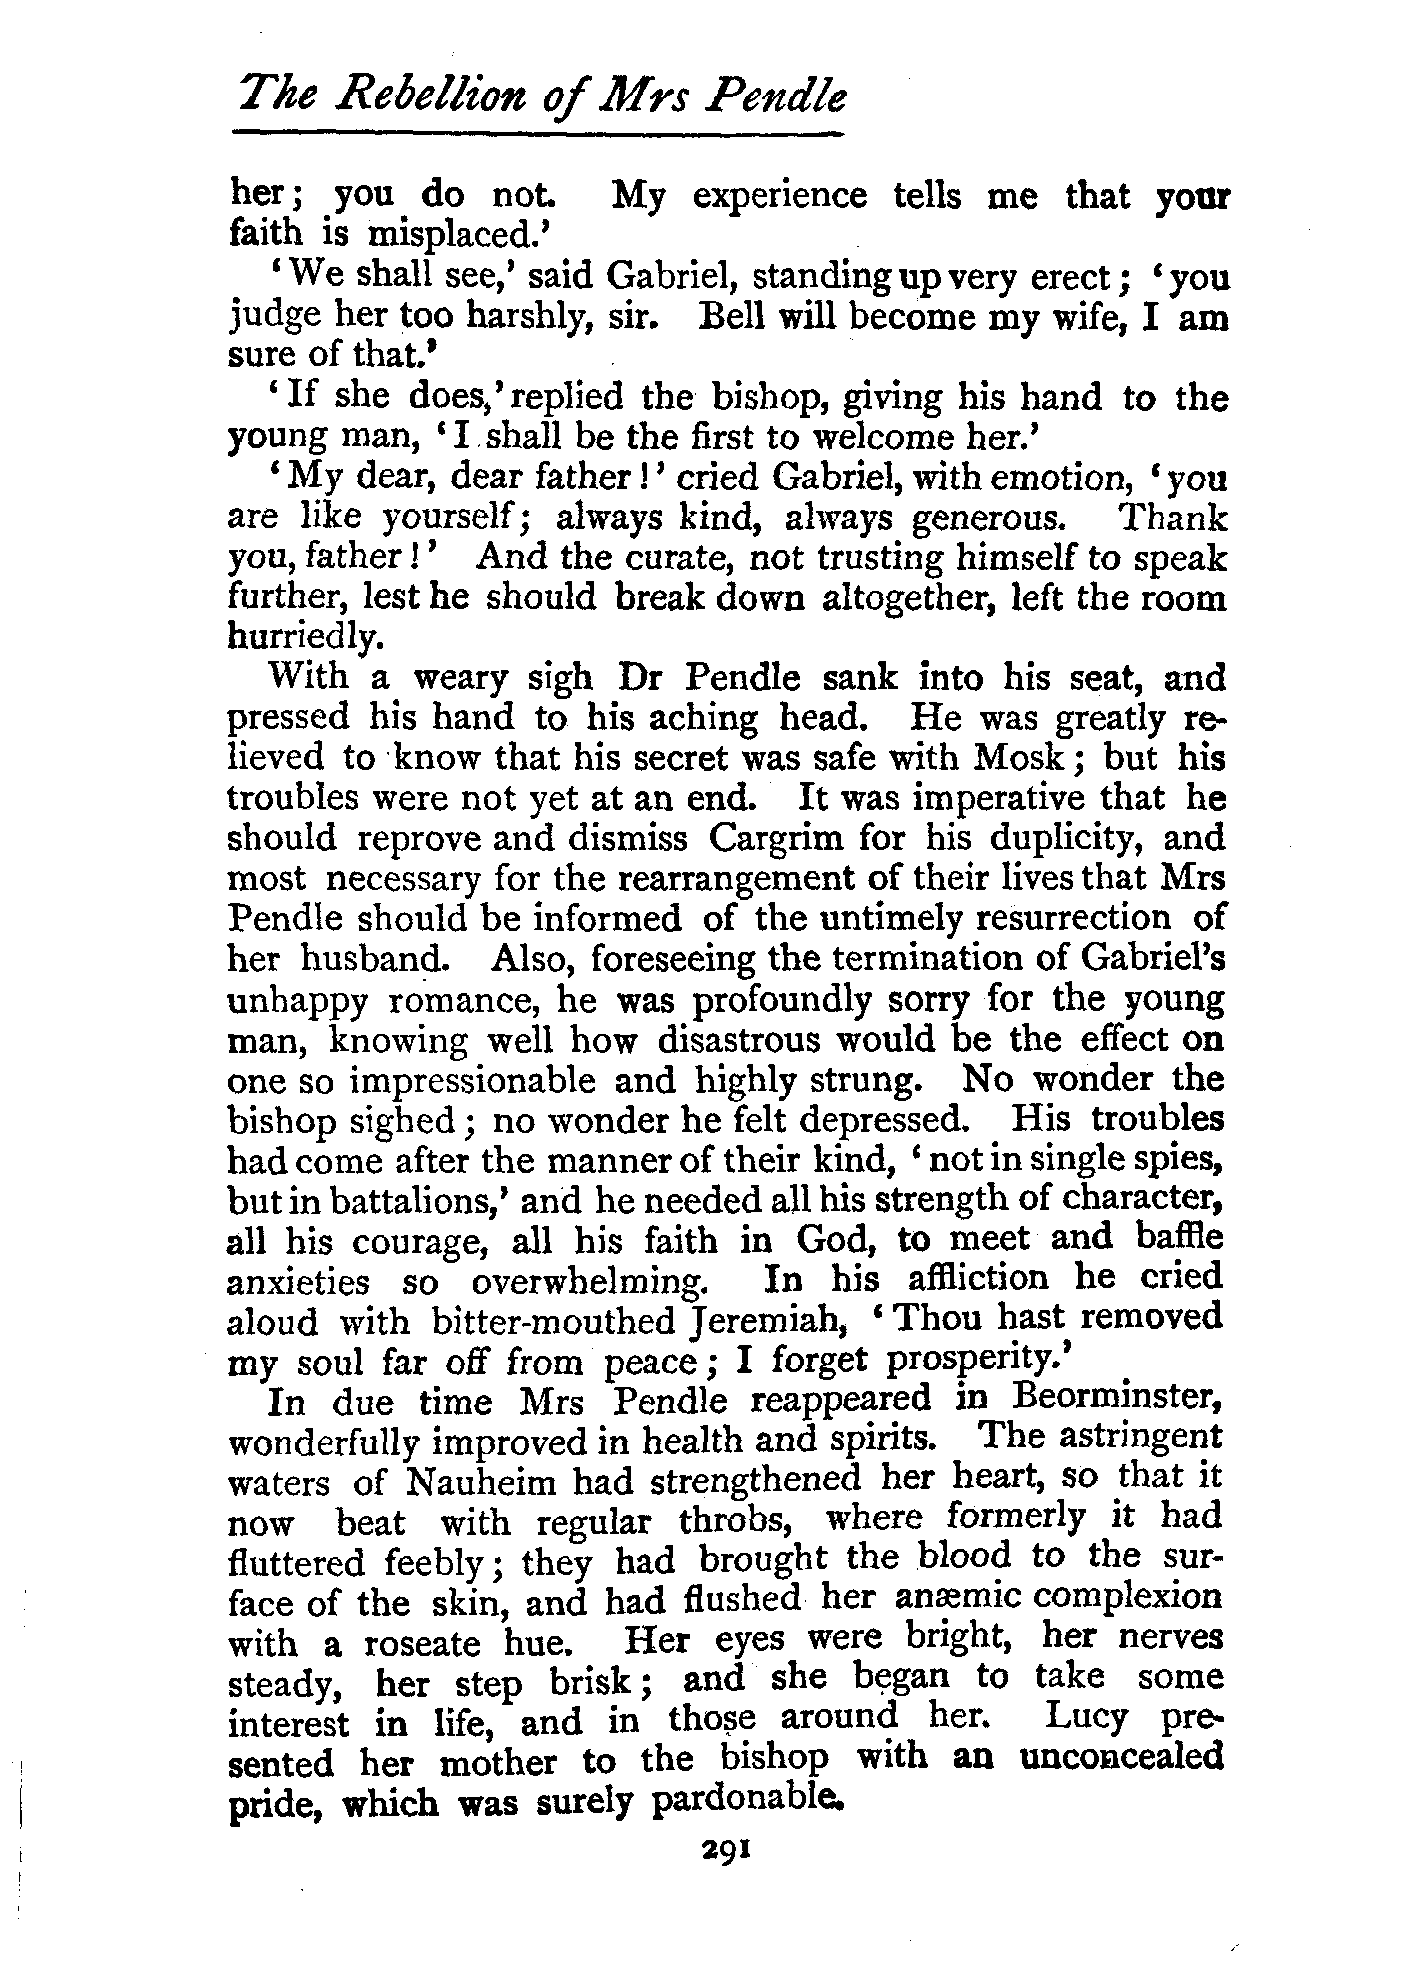 The Rebellion of Mrs Pendle
her; you do not. My experience tells me that your
faith is misplaced.'
'We shall see,' said Gabriel, standing up very erect; 'you
judge her too harshly, sir. Bell will become my wife, I am
sure of that.'
'If she does,' replied the bishop, giving his hand to the
young man, 'I shall be the first to welcome her.'
'My dear, dear father!' cried Gabriel, with emotion, 'you
are like yourself; always kind, always generous. Thank
you, father!' And the curate, not trusting himself to speak
further, lest he should break down altogether, left the room
hurriedly.
With a weary sigh Dr Pendle sank into his seat, and
pressed his hand to his aching head. He was greatly re-
lieved to know that his secret was safe with Mosk; but his
troubles were not yet at an end. It was imperative that he
should reprove and dismiss Cargrim for his duplicity, and
most necessary for the rearrangement of their lives that Mrs
Pendle should be informed of the untimely resurrection of
her husband. Also, foreseeing the termination of Gabriel's
unhappy romance, he was profoundly sorry for the young
man, knowing well how disastrous would be the effect on
one so impressionable and highly strung. No wonder the
bishop sighed; no wonder he felt depressed. His troubles
had come after the manner of their kind, 'not in single spies,
but in battalions,' and he needed all his strength of character,
all his courage, all his faith in God, to meet and baffle
anxieties so overwhelming. In his affliction he cried
aloud with bitter-mouthed Jeremiah, 'Thou hast removed
my soul far off from peace; I forget prosperity.'
In due time Mrs Pendle reappeared in Beorminster,
wonderfully improved in health and spirits. The astringent
waters of Nauheim had strengthened her heart, so that it
now beat with regular throbs, where formerly it had
fluttered feebly; they had brought the blood to the sur-
face of the skin, and had flushed her anæmic complexion
with a roseate hue. Her eyes were bright, her nerves
steady, her step brisk; and she began to take some
interest in life, and in those around her. Lucy pre-
sented her mother to the bishop with an unconcealed
pride, which was surely pardonable.
291